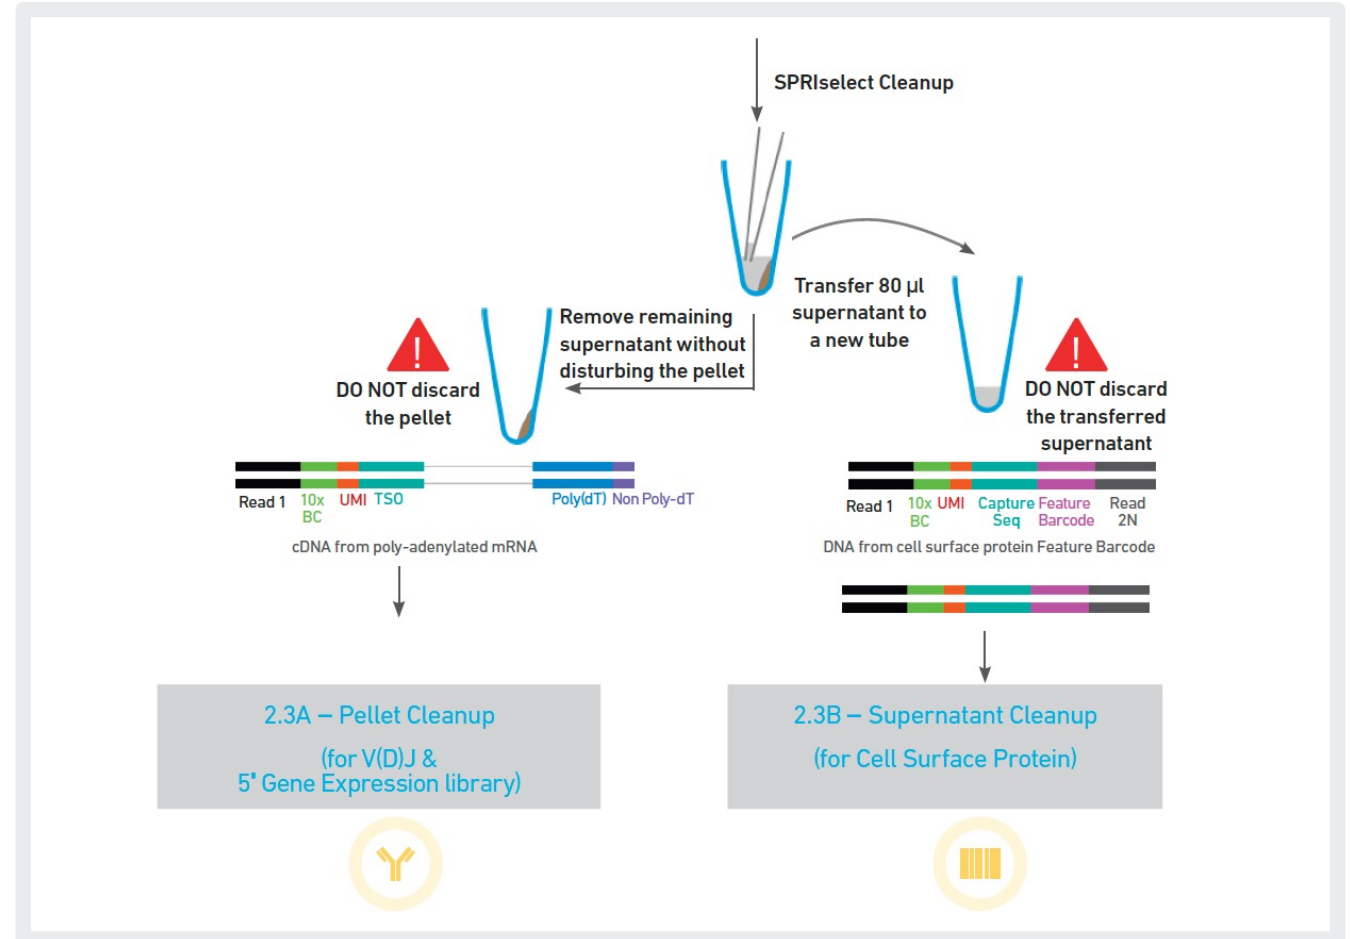 SPRIselect Cleanup
Transfer 80 µl
supernatant to
a new tube
Remove remaining
supernatant without
disturbing the pellet
!
DO NOT discard
the pellet
!
DO NOT discard
the transferred
supernatant
Read 1 10x BC UMI TSO Poly(dT) Non Poly-dT
cDNA from poly-adenylated mRNA
Read 1 10x BC UMI Capture Seq Feature Barcode Read 2N
DNA from cell surface protein Feature Barcode
2.3A – Pellet Cleanup
(for V(D)J &
5' Gene Expression library)
2.3B – Supernatant Cleanup
(for Cell Surface Protein)